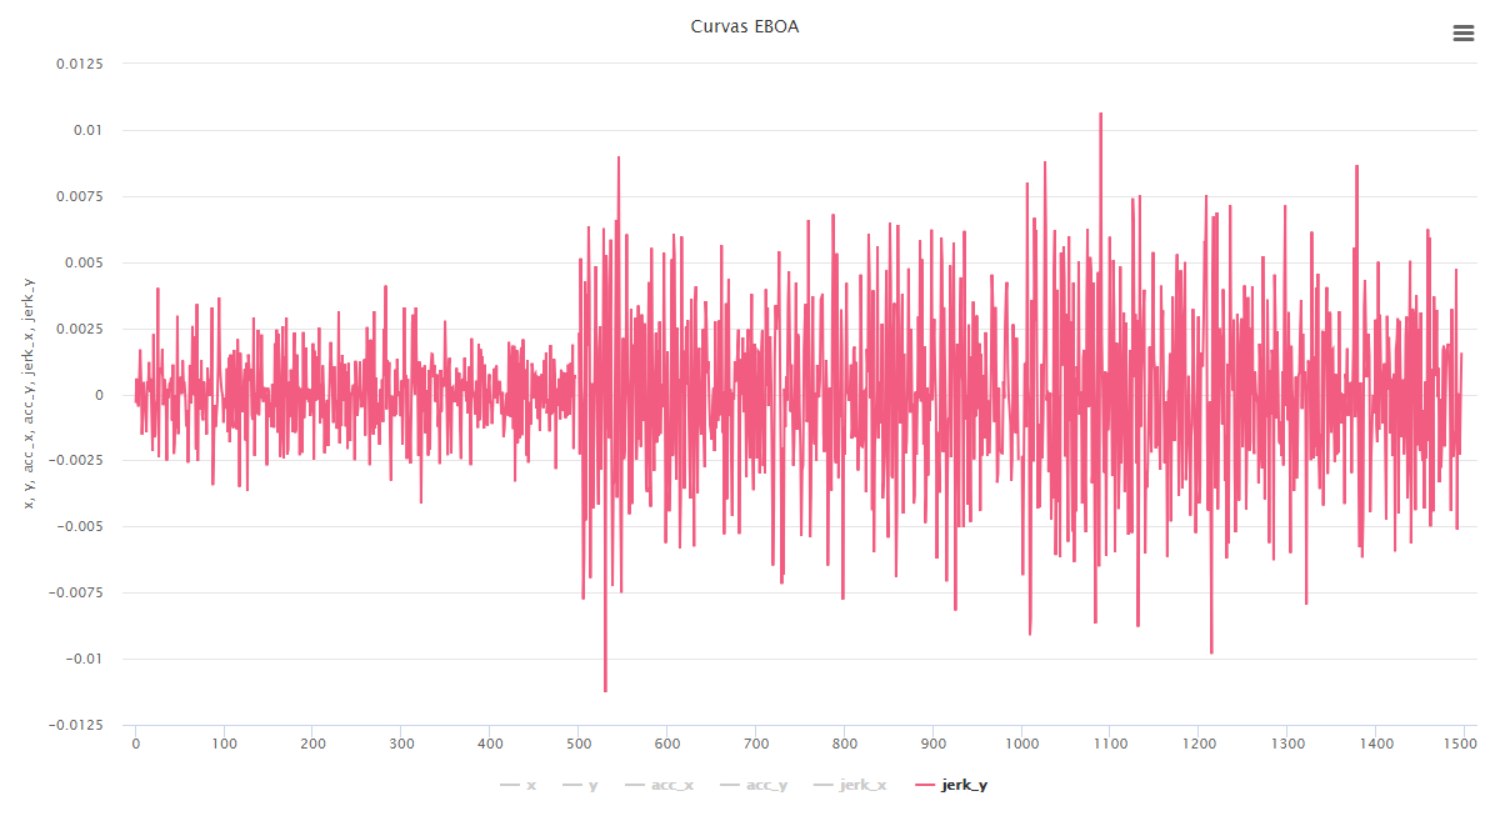 Curvas EBOA
0.0125
0.01
0.0075
0.005
0.0025
0
−0.0025
−0.005
−0.0075
−0.01
−0.0125
x, y, acc_x, acc_y, jerk_x, jerk_y
0 100 200 300 400 500 600 700 800 900 1000 1100 1200 1300 1400 1500
x y acc_x acc_y jerk_x jerk_y